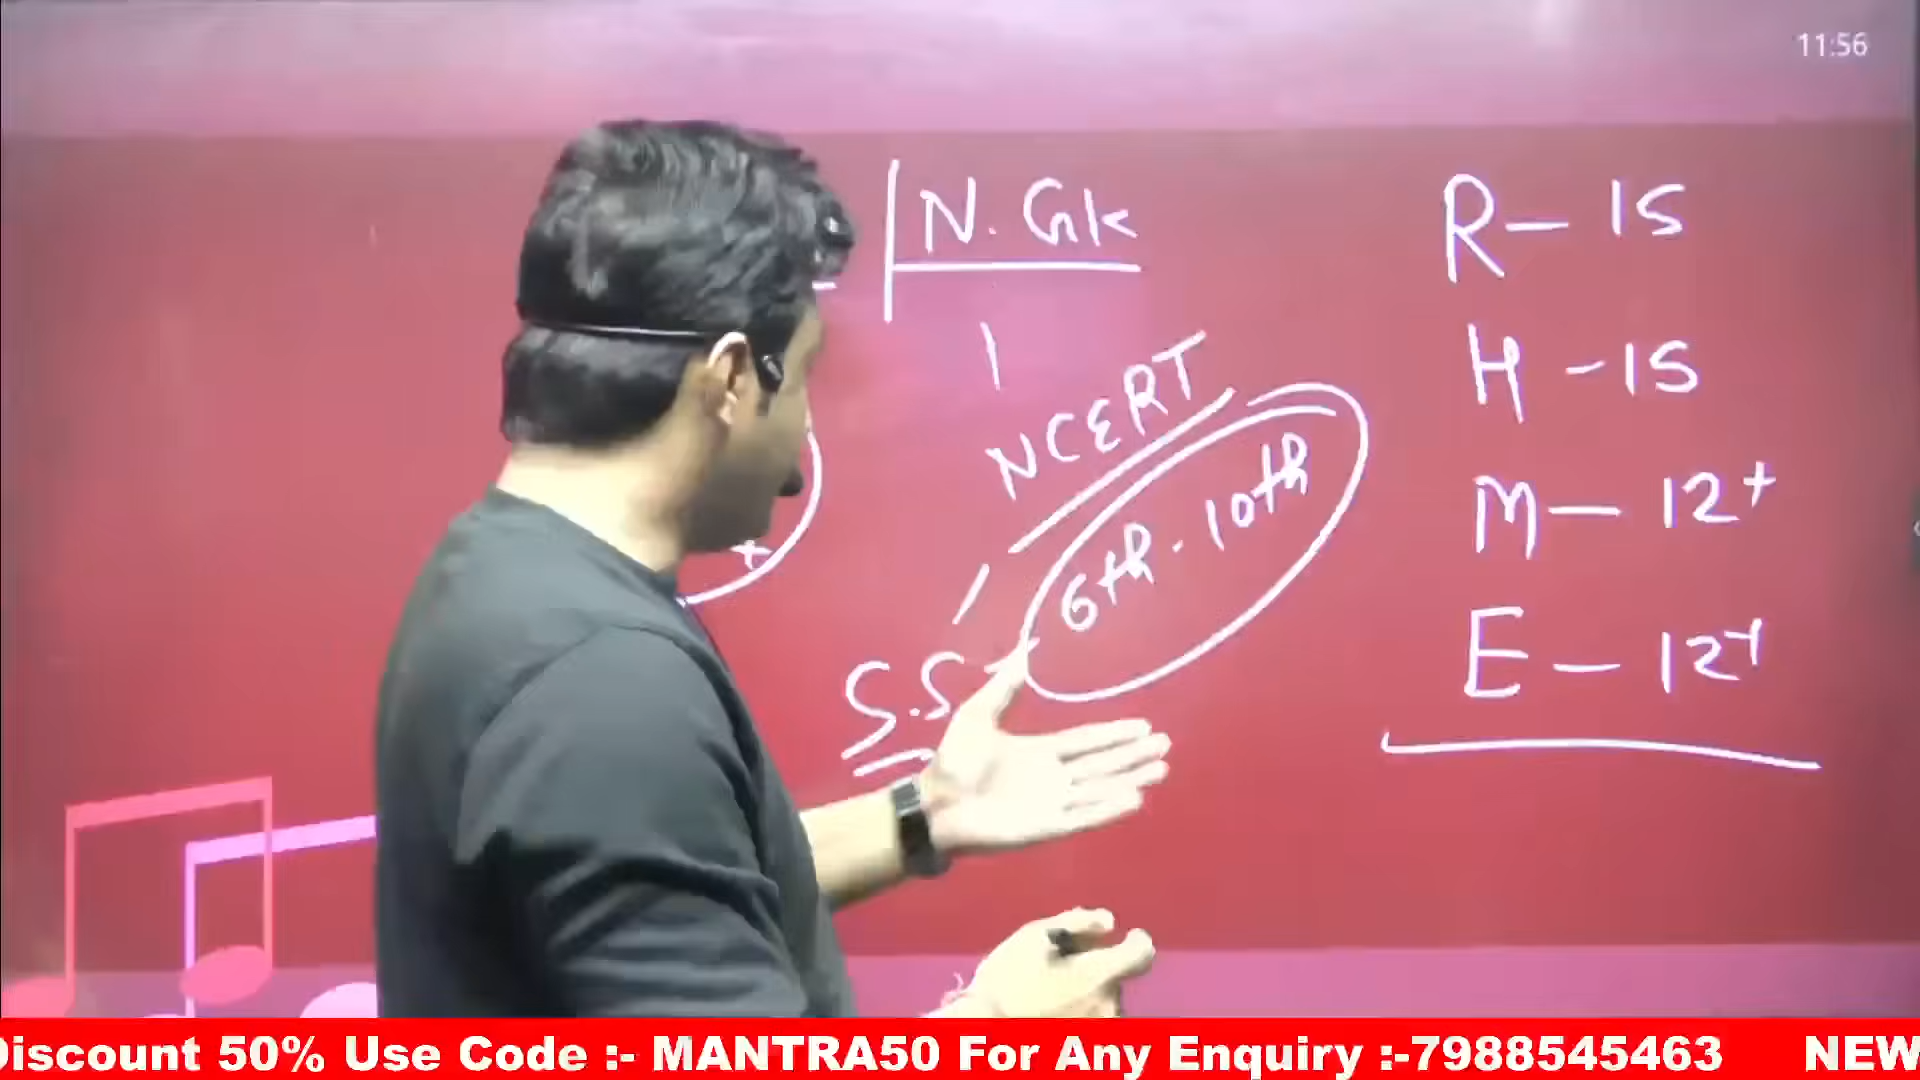 11:56
N. Gk
NCERT
6th - 10th
S.S
R - 15
H - 15
M - 12+
E - 12+
Discount 50% Use Code :- MANTRA50 For Any Enquiry :-7988545463 NEW